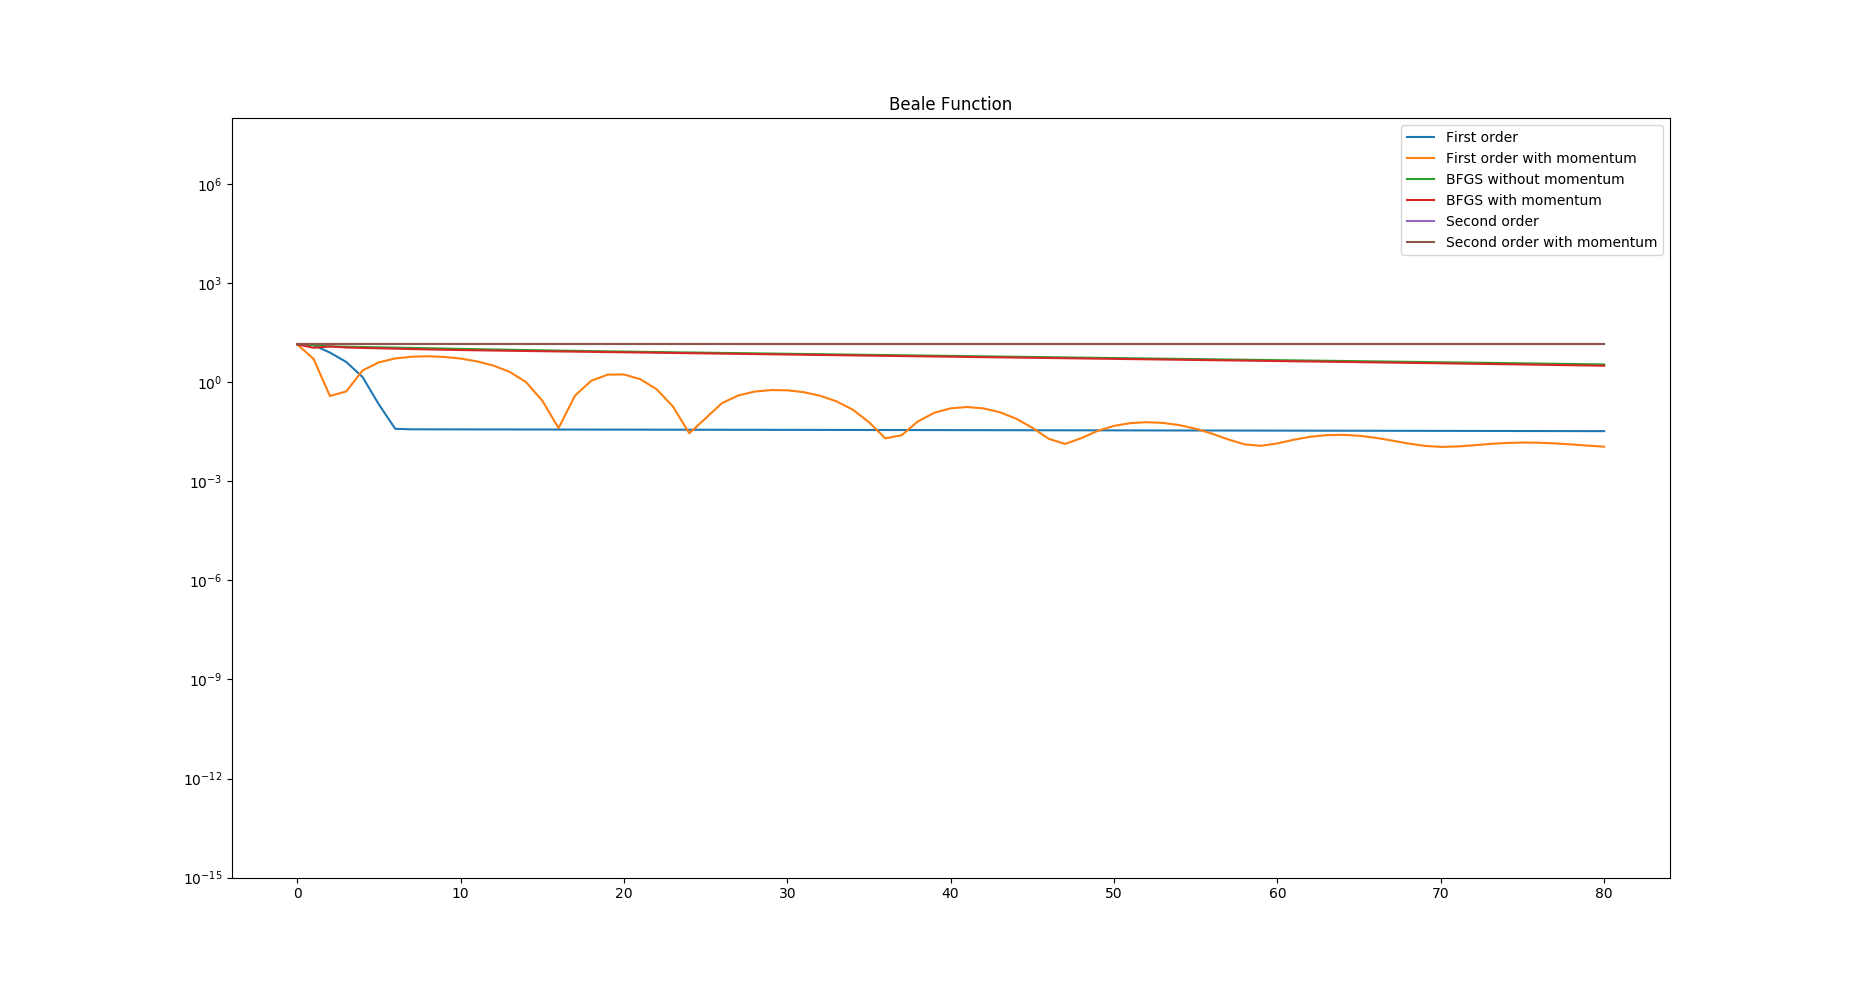 Beale Function
First order
First order with momentum
BFGS without momentum
BFGS with momentum
Second order
Second order with momentum
10^6
10^3
10^0
10^-3
10^-6
10^-9
10^-12
10^-15
0 10 20 30 40 50 60 70 80